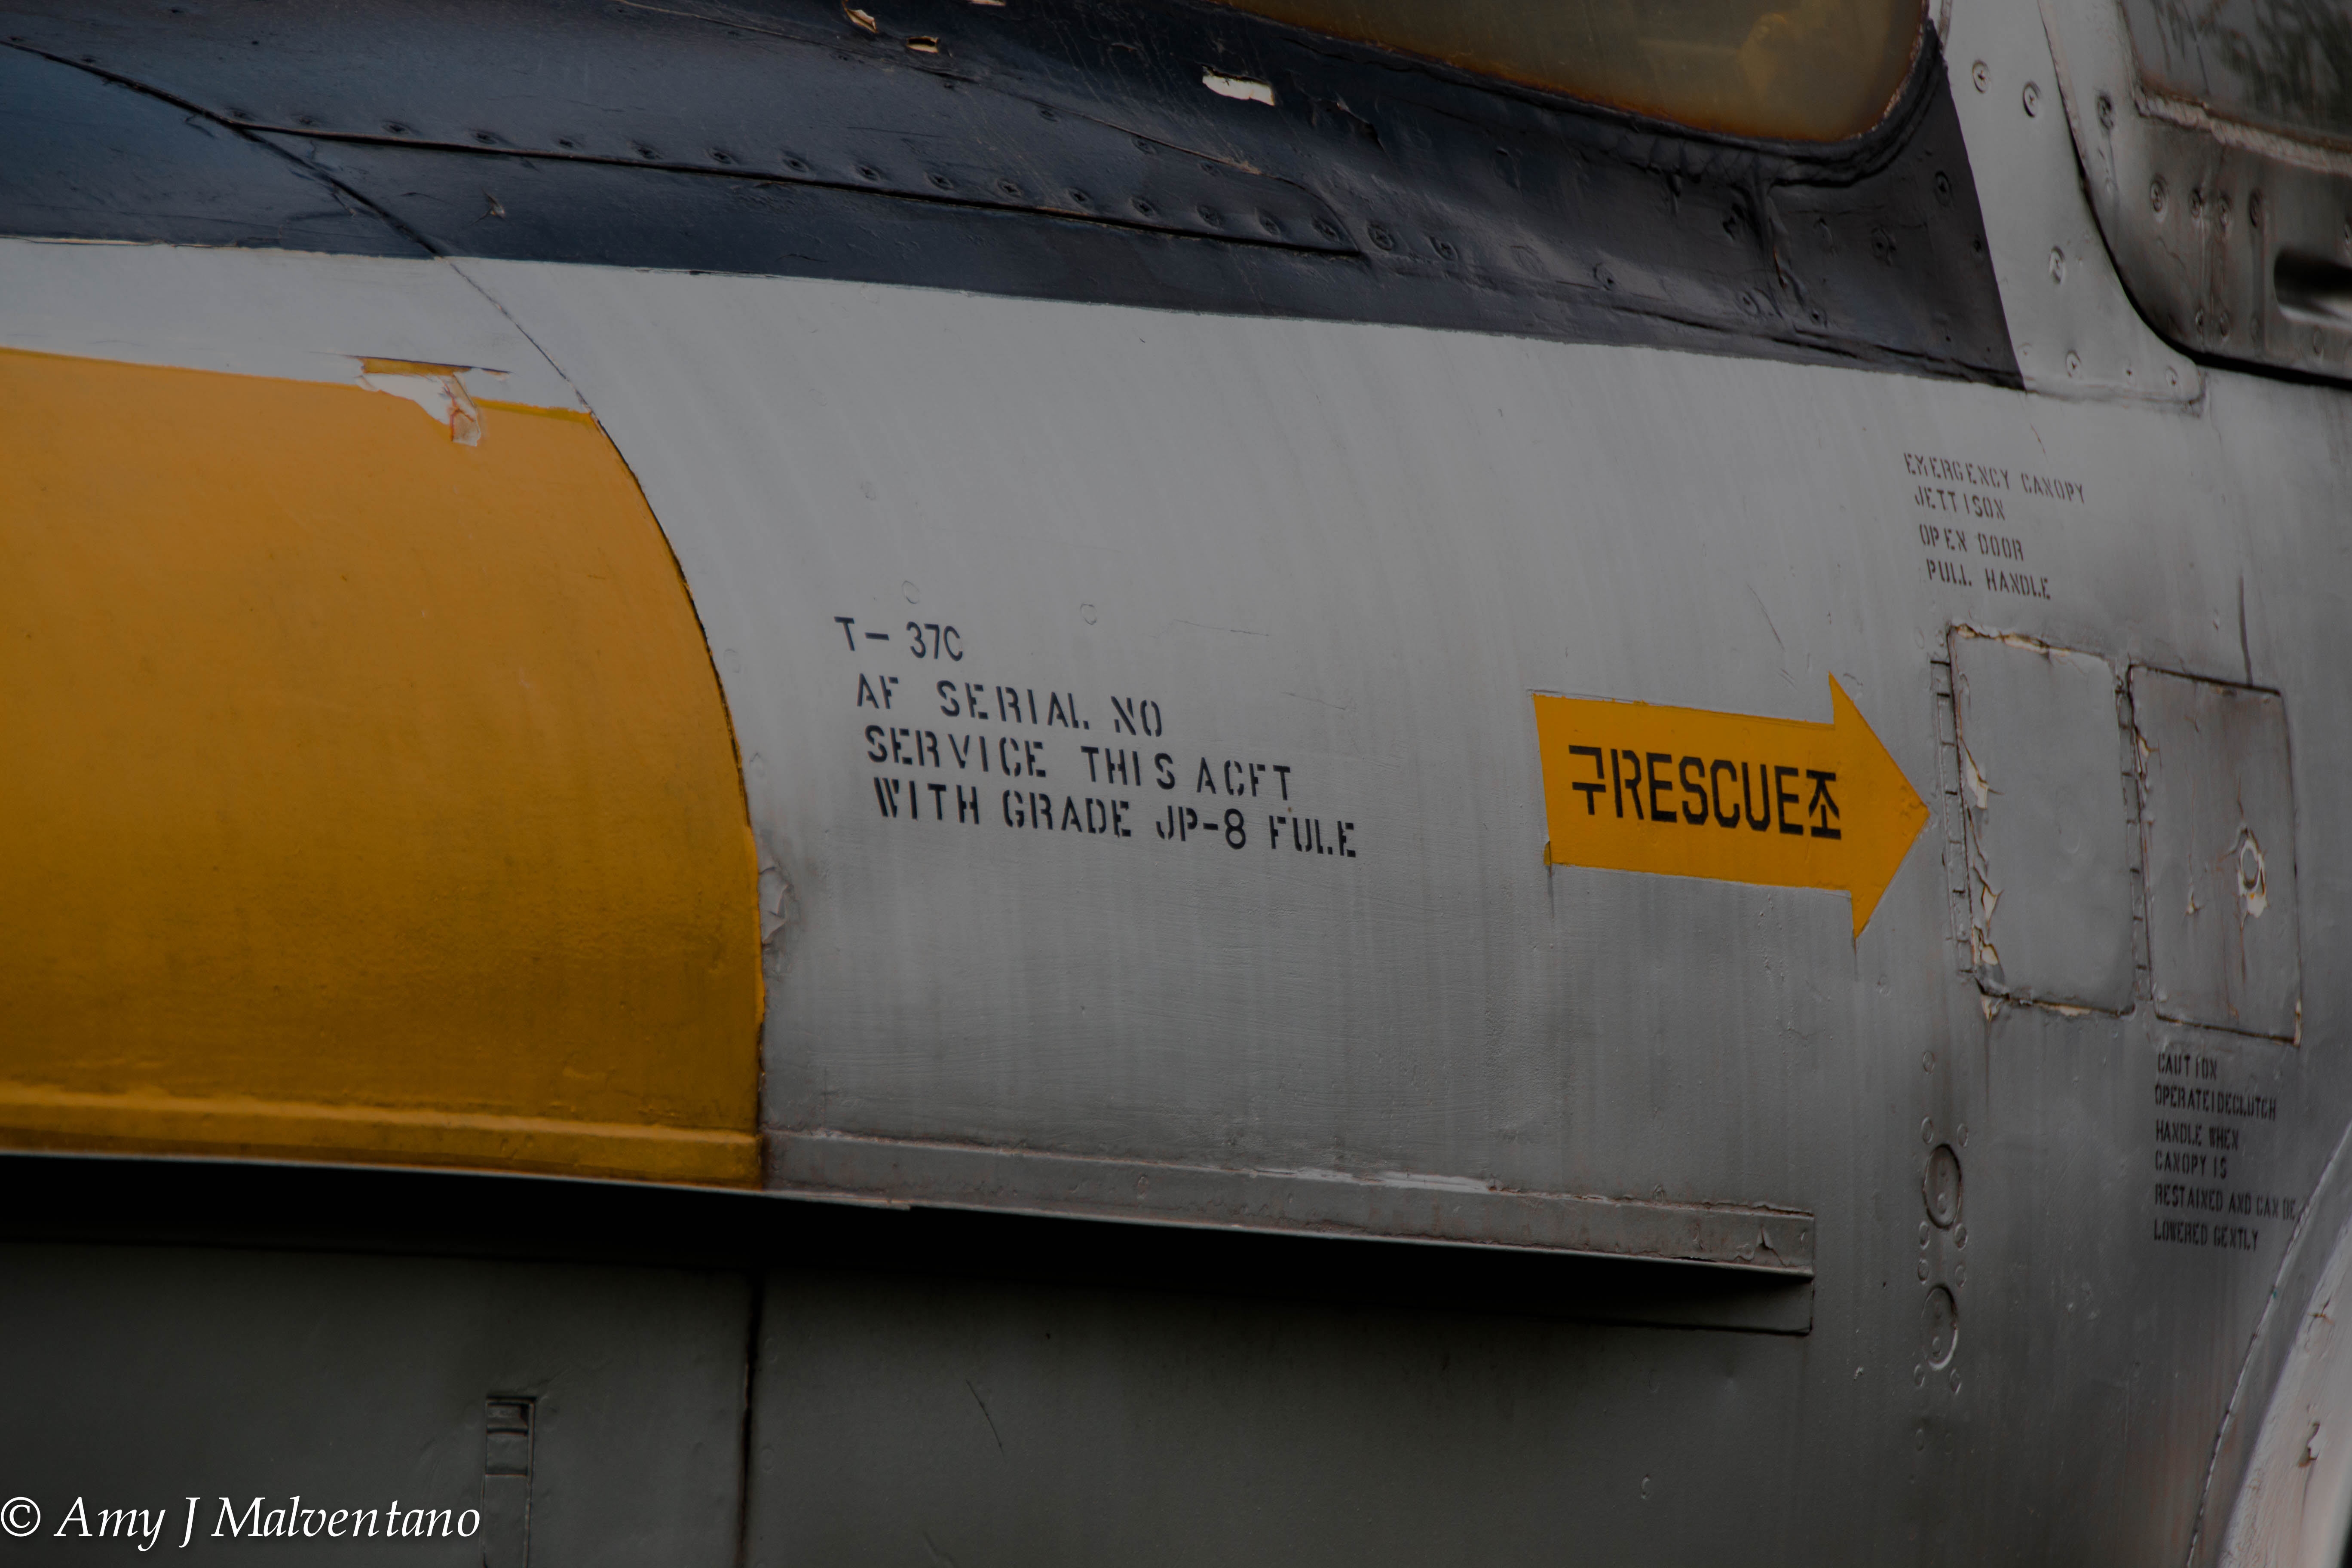 EMERGENCY CANOPY
JETTISON
OPEN DOOR
PULL HANDLE
T-37C
AF SERIAL NO
SERVICE THIS ACFT
WITH GRADE JP-8 FULE
구RESCUE조
CAUTION
OPERATE|DECLUTCH
HANDLE WHEN
CANOPY IS
RESTAINED AND CAN BE
LOWERED GENTLY
© Amy J Malventano